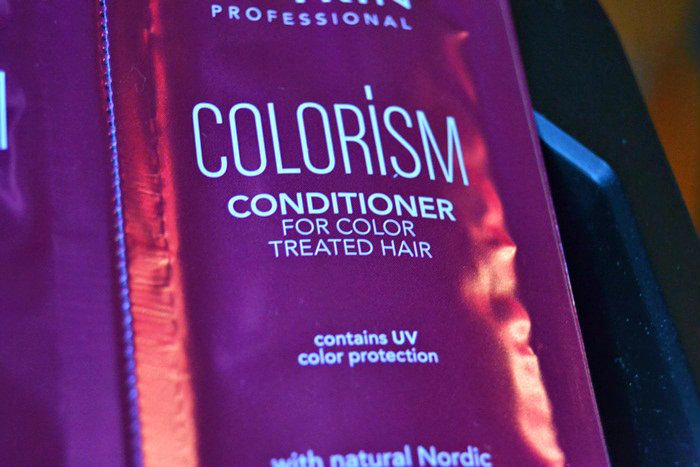 PROFESSIONAL
COLORiSM
CONDITIONER
FOR COLOR
TREATED HAIR
contains UV
color protection
with natural Nordic